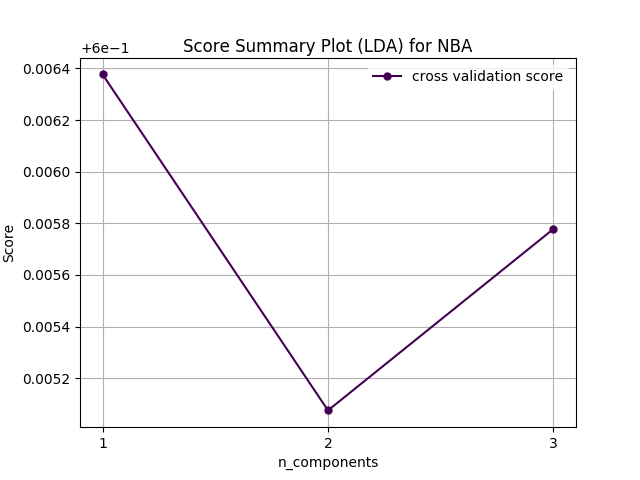 Score Summary Plot (LDA) for NBA
+6e−1
cross validation score
0.0064
0.0062
0.0060
0.0058
0.0056
0.0054
0.0052
Score
1 2 3
n_components